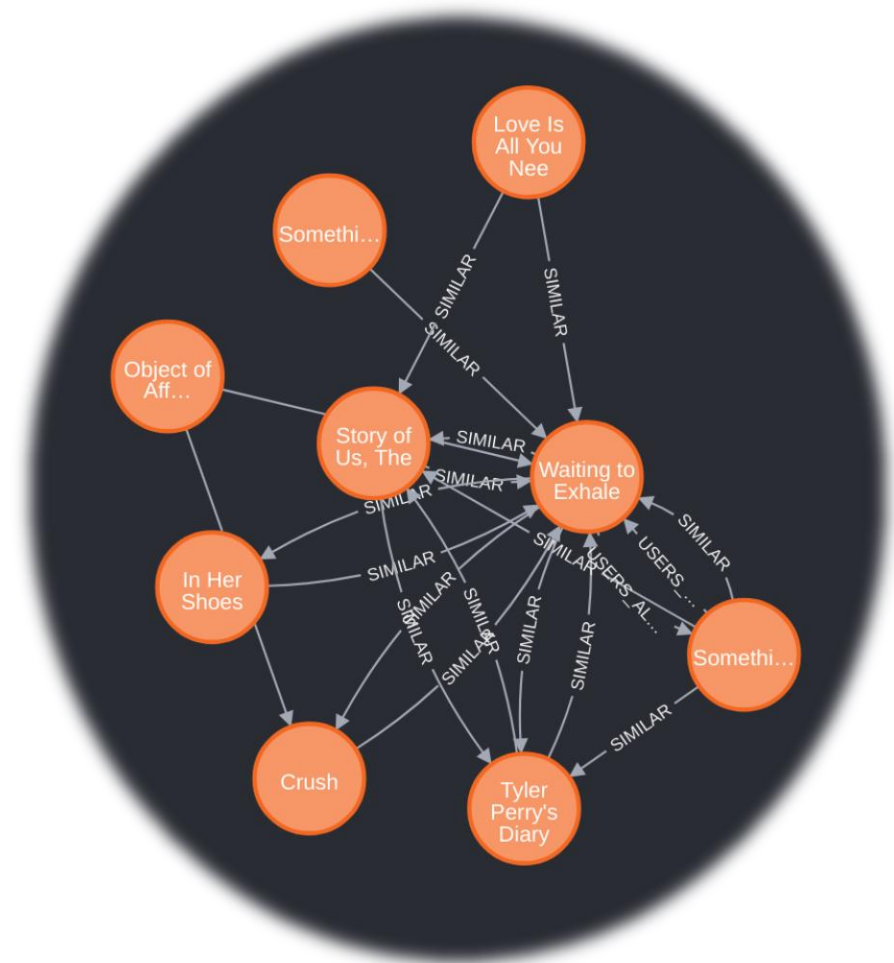 Love Is
All You
Nee
Somethi…
SIMILAR
SIMILAR
SIMILAR
Object of
Aff…
Story of
Us, The
SIMILAR
Waiting to
Exhale
SIMILAR
SIMILAR
SIMILAR
USERS_…
SIMILAR
USERS_AL…
In Her
Shoes
SIMILAR
SIMILAR
SIMILAR
SIMILAR
SIMILAR
SIMILAR
SIMILAR
Somethi…
SIMILAR
Crush
Tyler
Perry's
Diary